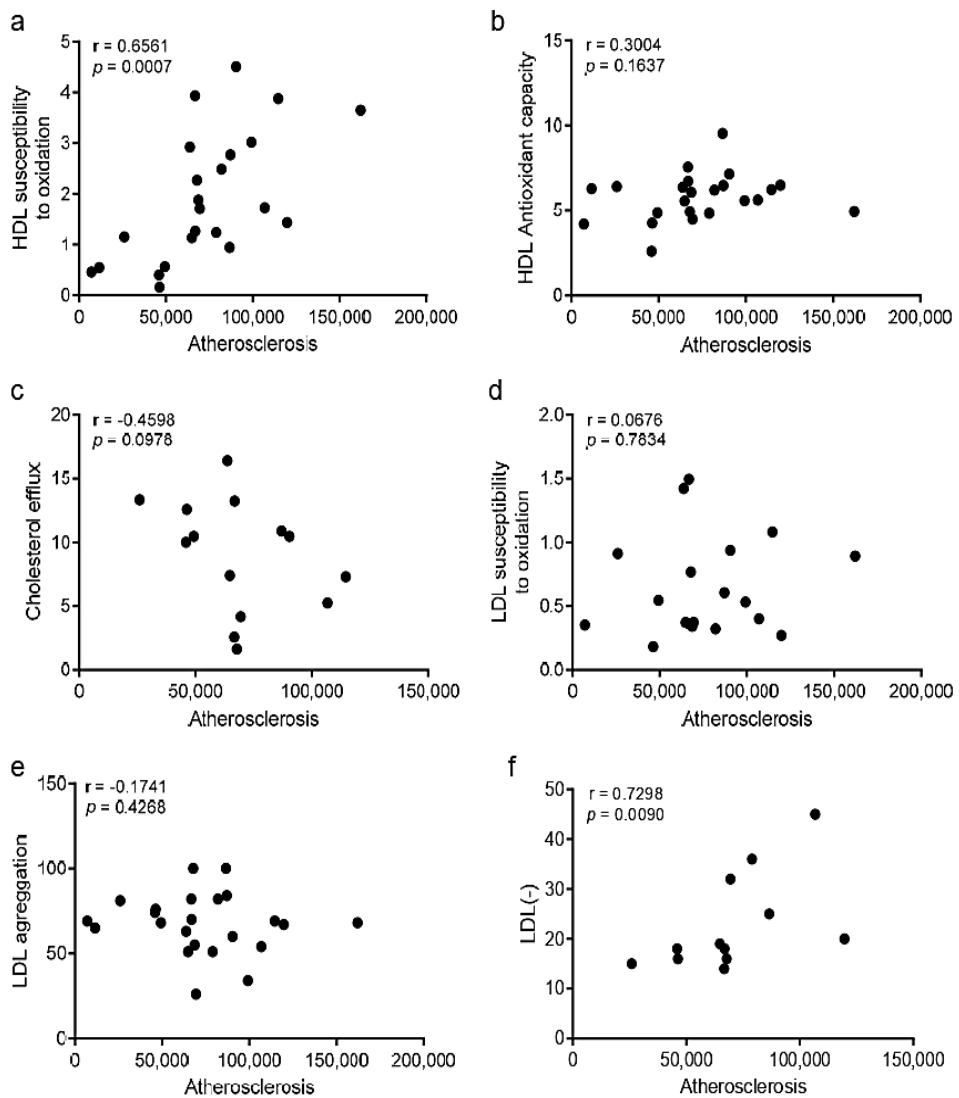 a
r = 0.6561
p = 0.0007
HDL susceptibility
to oxidation
5
4
3
2
1
0
0 50,000 100,000 150,000 200,000
Atherosclerosis
b
r = 0.3004
p = 0.1637
HDL Antioxidant capacity
15
10
5
0
0 50,000 100,000 150,000 200,000
Atherosclerosis
c
r = -0.4598
p = 0.0978
Cholesterol efflux
20
15
10
5
0
0 50,000 100,000 150,000
Atherosclerosis
d
r = 0.0676
p = 0.7834
LDL susceptibility
to oxidation
2.0
1.5
1.0
0.5
0.0
0 50,000 100,000 150,000 200,000
Atherosclerosis
e
r = -0.1741
p = 0.4268
LDL agreggation
150
100
50
0
0 50,000 100,000 150,000 200,000
Atherosclerosis
f
r = 0.7298
p = 0.0090
LDL(-)
50
40
30
20
10
0
0 50,000 100,000 150,000
Atherosclerosis